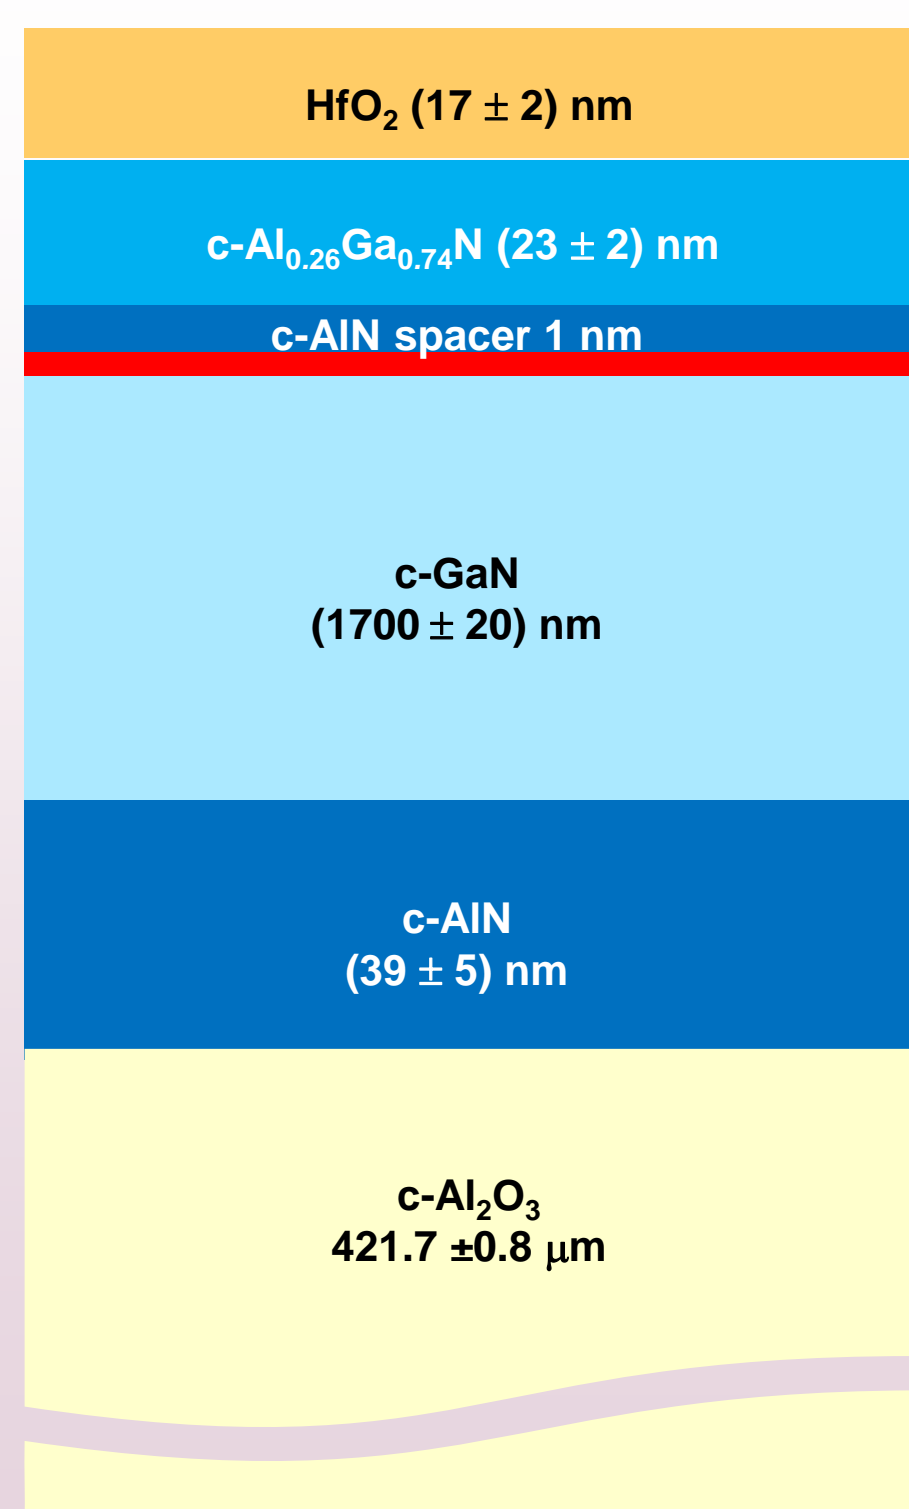 HfO₂ (17 ± 2) nm
c-Al₀.₂₆Ga₀.₇₄N (23 ± 2) nm
c-AlN spacer 1 nm
c-GaN
(1700 ± 20) nm
c-AlN
(39 ± 5) nm
c-Al₂O₃
421.7 ±0.8 μm